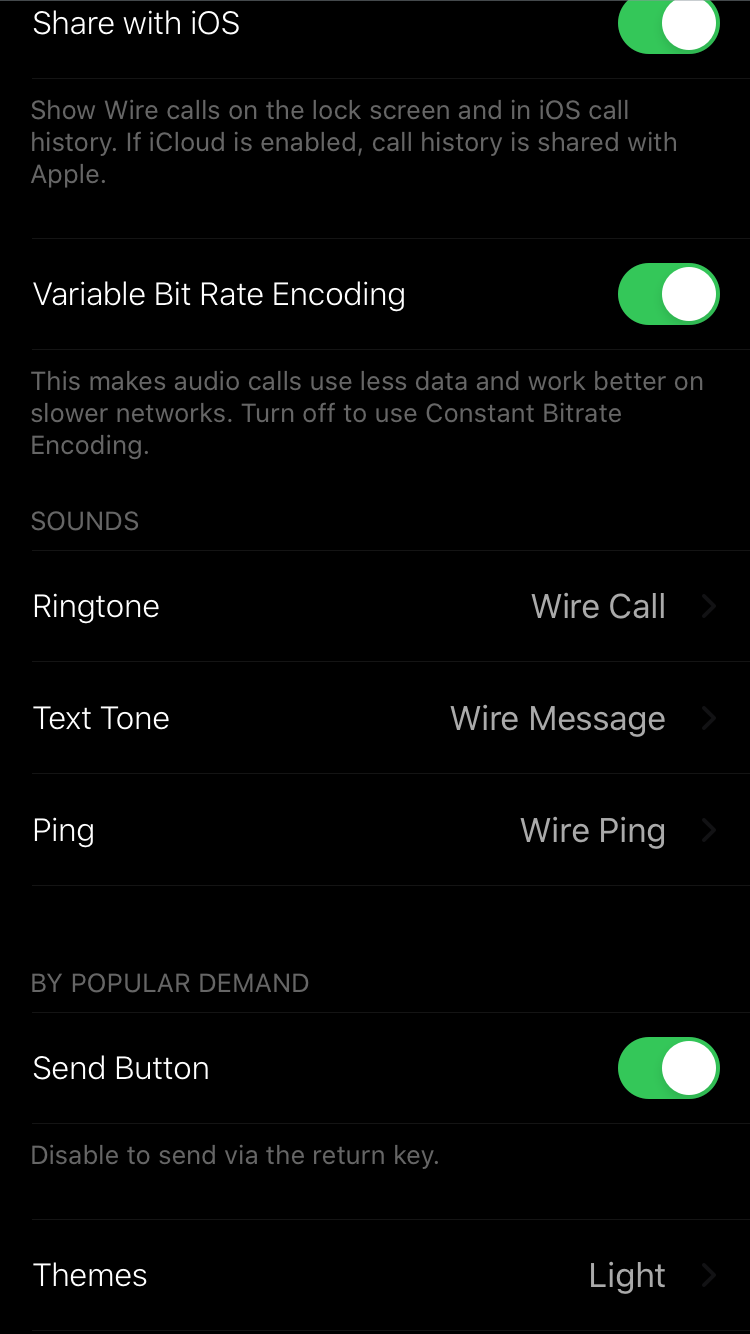 Share with iOS
Show Wire calls on the lock screen and in iOS call
history. If iCloud is enabled, call history is shared with
Apple.
Variable Bit Rate Encoding
This makes audio calls use less data and work better on
slower networks. Turn off to use Constant Bitrate
Encoding.
SOUNDS
Ringtone Wire Call
Text Tone Wire Message
Ping Wire Ping
BY POPULAR DEMAND
Send Button
Disable to send via the return key.
Themes Light